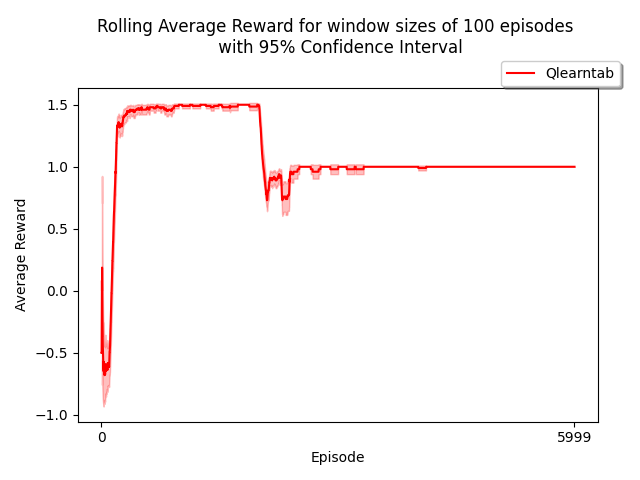 Rolling Average Reward for window sizes of 100 episodes
with 95% Confidence Interval
Qlearntab
1.5
1.0
0.5
0.0
−0.5
−1.0
Average Reward
0
5999
Episode